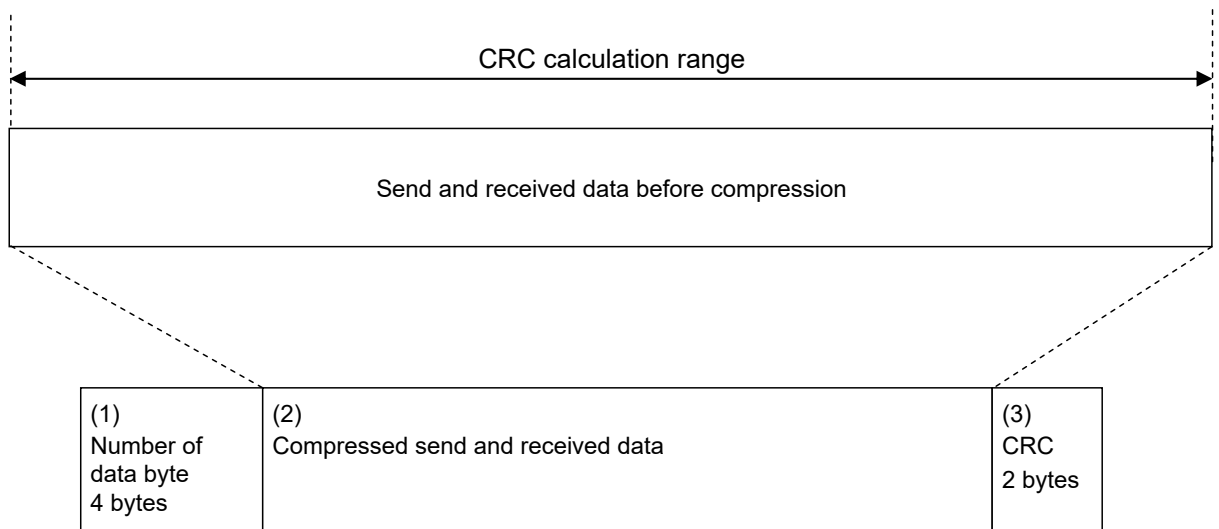 CRC calculation range
Send and received data before compression
(1)
Number of
data byte
4 bytes
(2)
Compressed send and received data
(3)
CRC
2 bytes